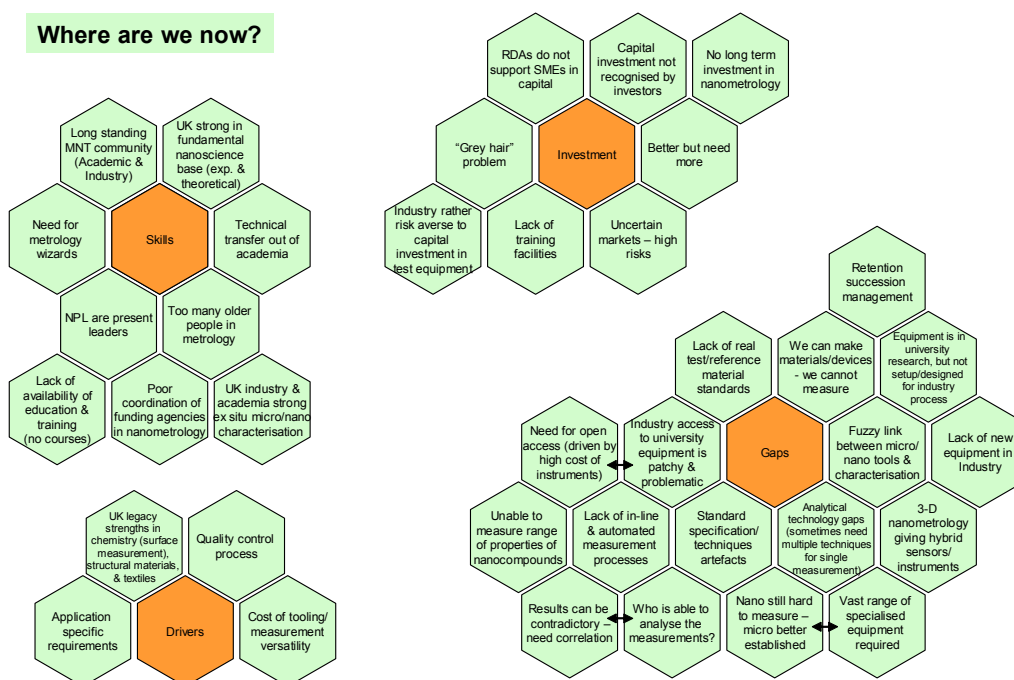 Where are we now?
Long standing
MNT community
(Academic &
Industry)
UK strong in
fundamental
nanoscience
base (exp. &
theoretical)
Need for
metrology
wizards
Skills
Technical
transfer out of
academia
NPL are present
leaders
Too many older
people in
metrology
Lack of
availability of
education &
training
(no courses)
Poor
coordination of
funding agencies
in nanometrology
UK industry &
academia strong
ex situ micro/nano
characterisation
RDAs do not
support SMEs in
capital
Capital
investment not
recognised by
investors
No long term
investment in
nanometrology
“Grey hair”
problem
Investment
Better but need
more
Industry rather
risk averse to
capital
investment in
test equipment
Lack of
training
facilities
Uncertain
markets – high
risks
UK legacy
strengths in
chemistry (surface
measurement),
structural materials,
& textiles
Quality control
process
Application
specific
requirements
Drivers
Cost of tooling/
measurement
versatility
Retention
succession
management
Lack of real
test/reference
material
standards
We can make
materials/devices
- we cannot
measure
Equipment is in
university
research, but not
setup/designed
for industry
process
Need for open
access (driven by
high cost of
instruments)
Industry access
to university
equipment is
patchy &
problematic
Gaps
Fuzzy link
between micro/
nano tools &
characterisation
Lack of new
equipment in
Industry
Unable to
measure range
of properties of
nanocompounds
Lack of in-line
& automated
measurement
processes
Standard
specification/
techniques
artefacts
Analytical
technology gaps
(sometimes need
multiple techniques
for single
measurement)
3-D
nanometrology
giving hybrid
sensors/
instruments
Results can be
contradictory –
need correlation
Who is able to
analyse the
measurements?
Nano still hard
to measure –
micro better
established
Vast range of
specialised
equipment
required